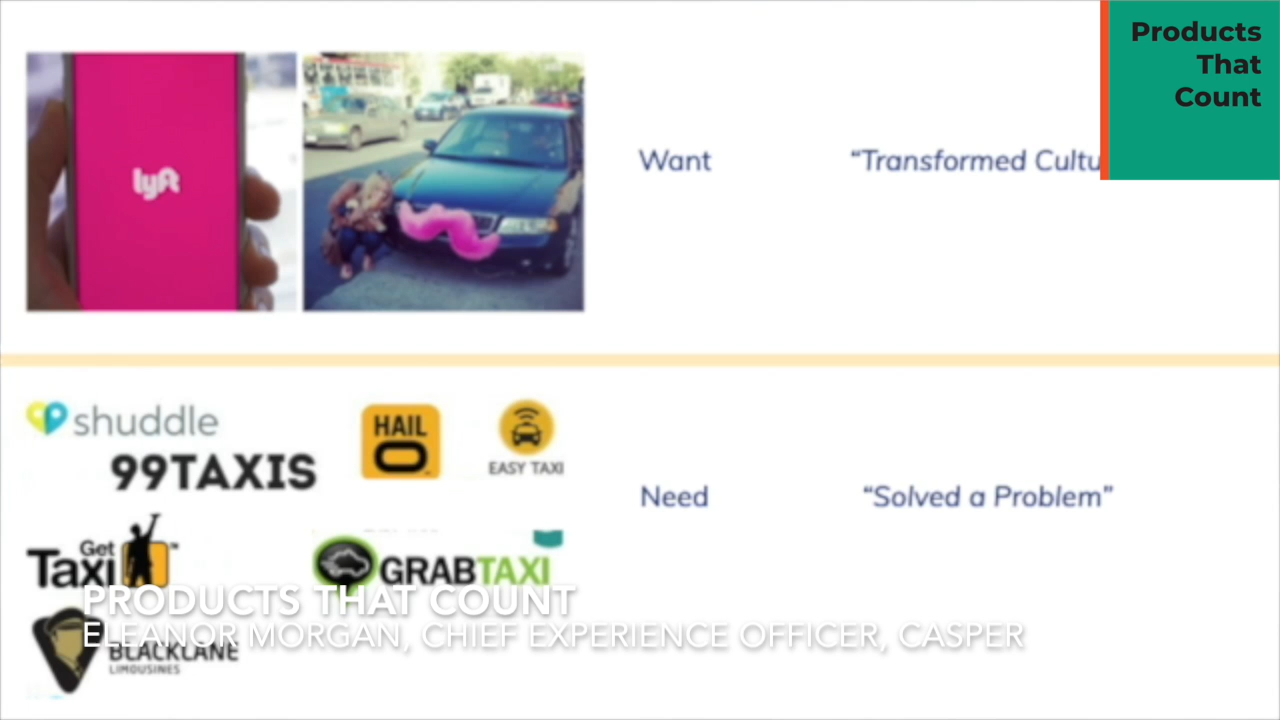 Products
That
Count
lyft
Want
“Transformed Cultu
shuddle
99TAXIS
HAIL
O
EASY TAXI
Get
Taxi
GRABTAXI
Need
“Solved a Problem”
PRODUCTS THAT COUNT
ELEANOR MORGAN, CHIEF EXPERIENCE OFFICER, CASPER
BLACKLANE
LIMOUSINES